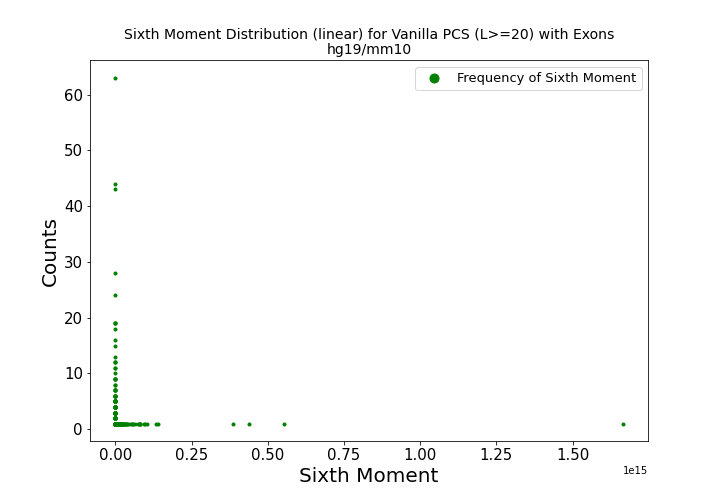 Sixth Moment Distribution (linear) for Vanilla PCS (L>=20) with Exons
hg19/mm10
Frequency of Sixth Moment
60
50
40
30
20
10
0
Counts
0.00 0.25 0.50 0.75 1.00 1.25 1.50
1e15
Sixth Moment